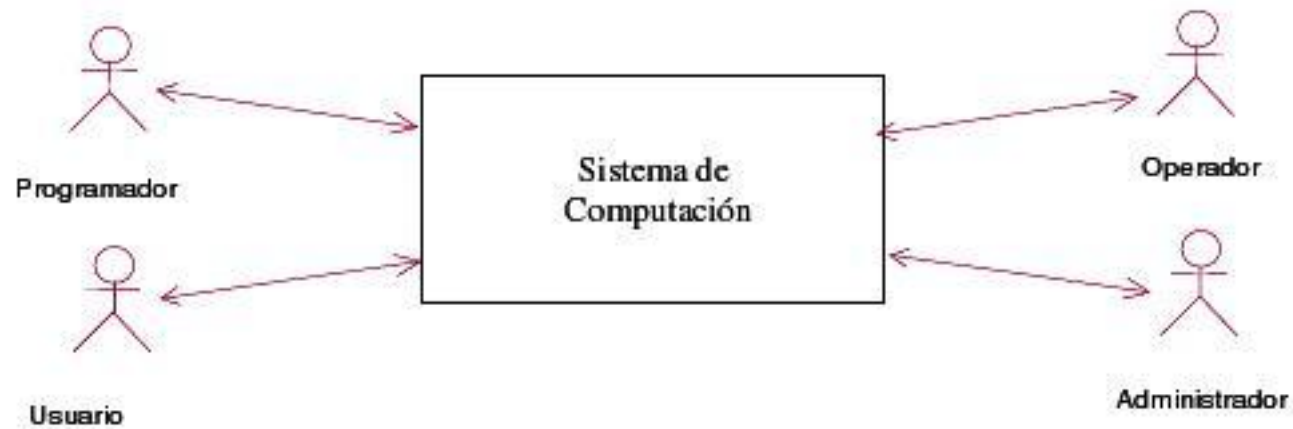 Programador
Operador
Sistema de
Computación
Usuario
Administrador